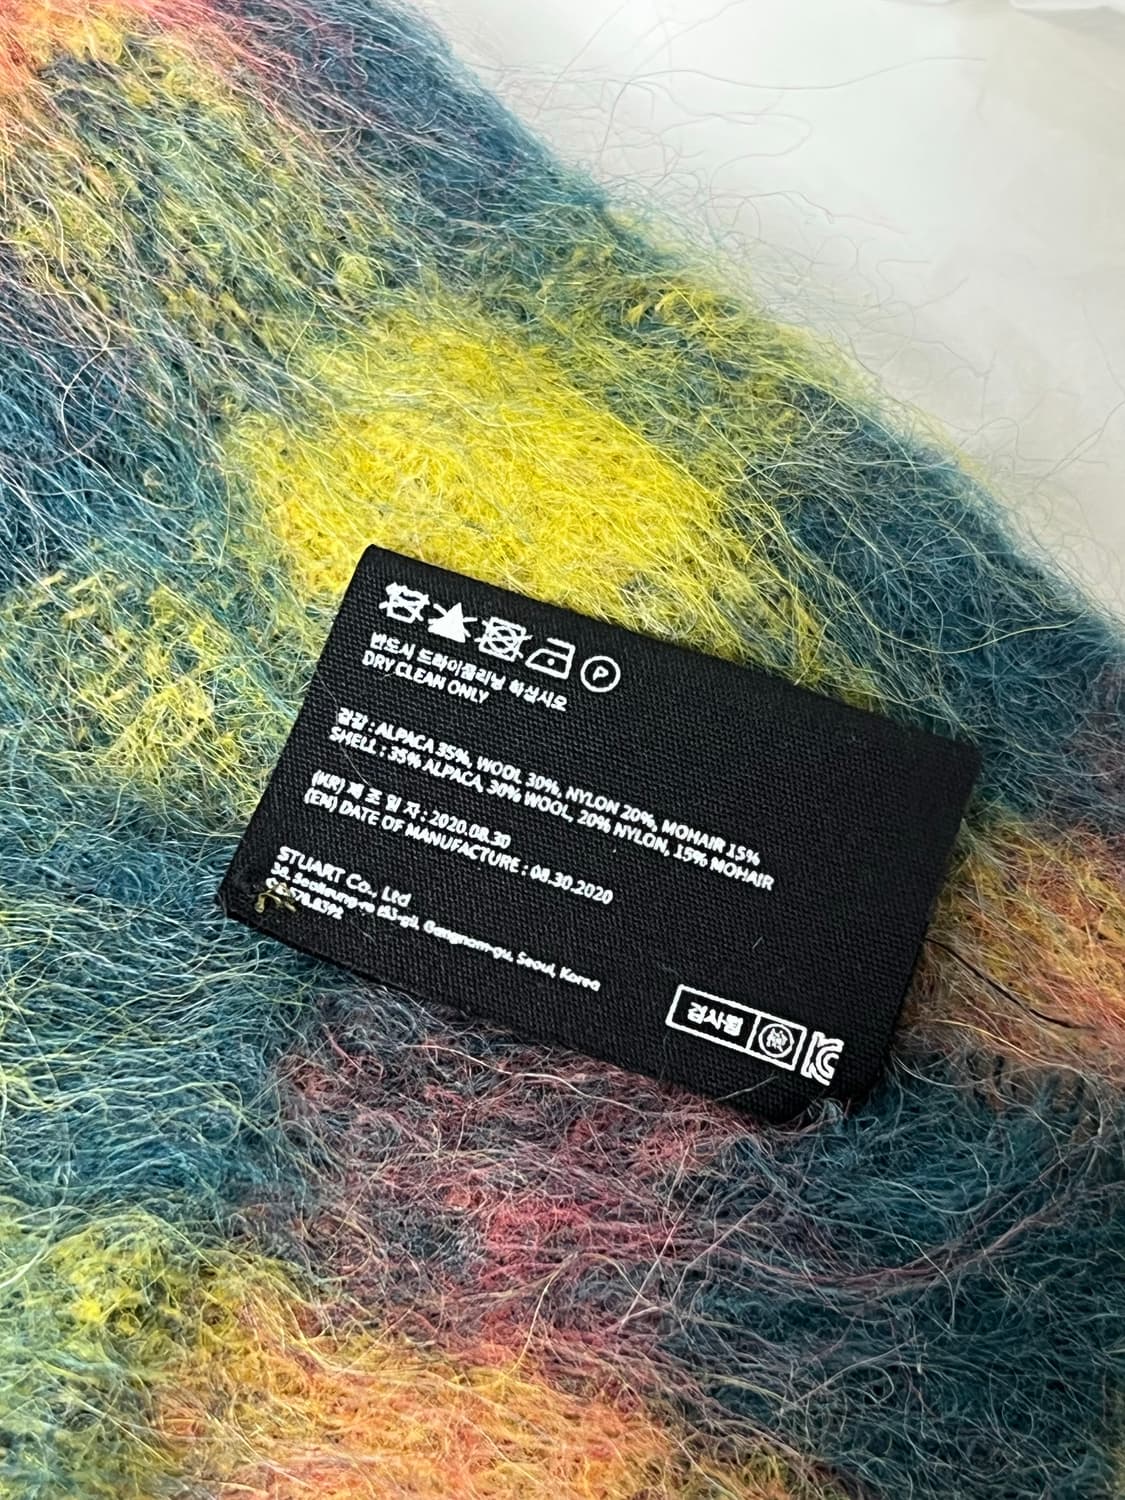 P
반드시 드라이클리닝 하십시오
DRY CLEAN ONLY
겉감 : ALPACA 35%, WOOL 30%, NYLON 20%, MOHAIR 15%
SHELL : 35% ALPACA, 30% WOOL, 20% NYLON, 15% MOHAIR
(KR) 제 조 일 자 : 2020.08.30
(EN) DATE OF MANUFACTURE : 08.30.2020
STUART Co., Ltd
Gangnam-gu, Seoul, Korea
검사필